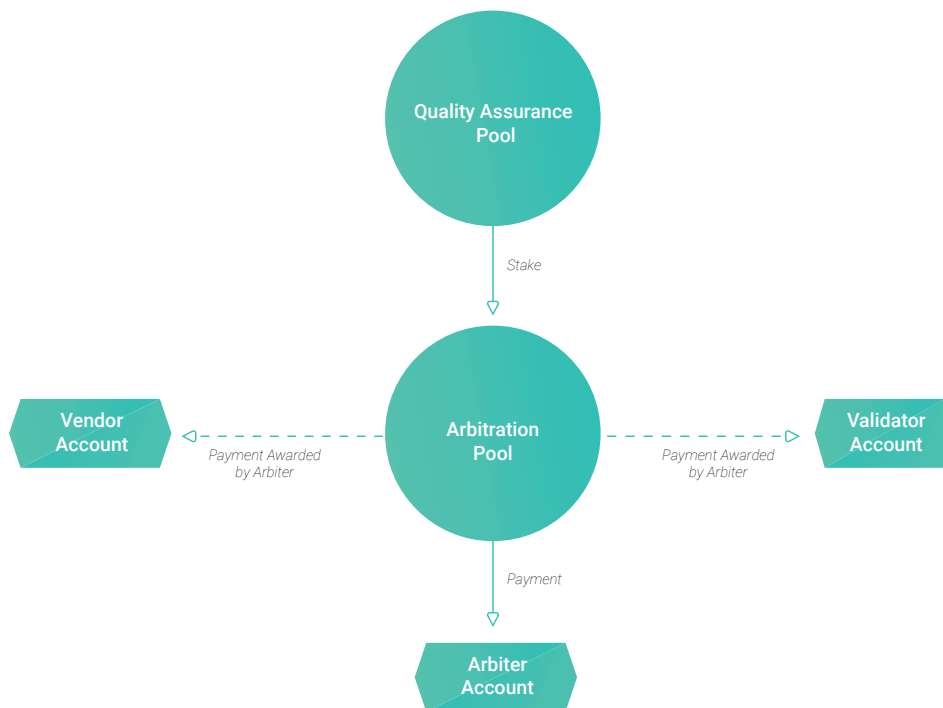 Quality Assurance
Pool
Stake
Arbitration
Pool
Vendor
Account
Payment Awarded
by Arbiter
Payment Awarded
by Arbiter
Validator
Account
Payment
Arbiter
Account